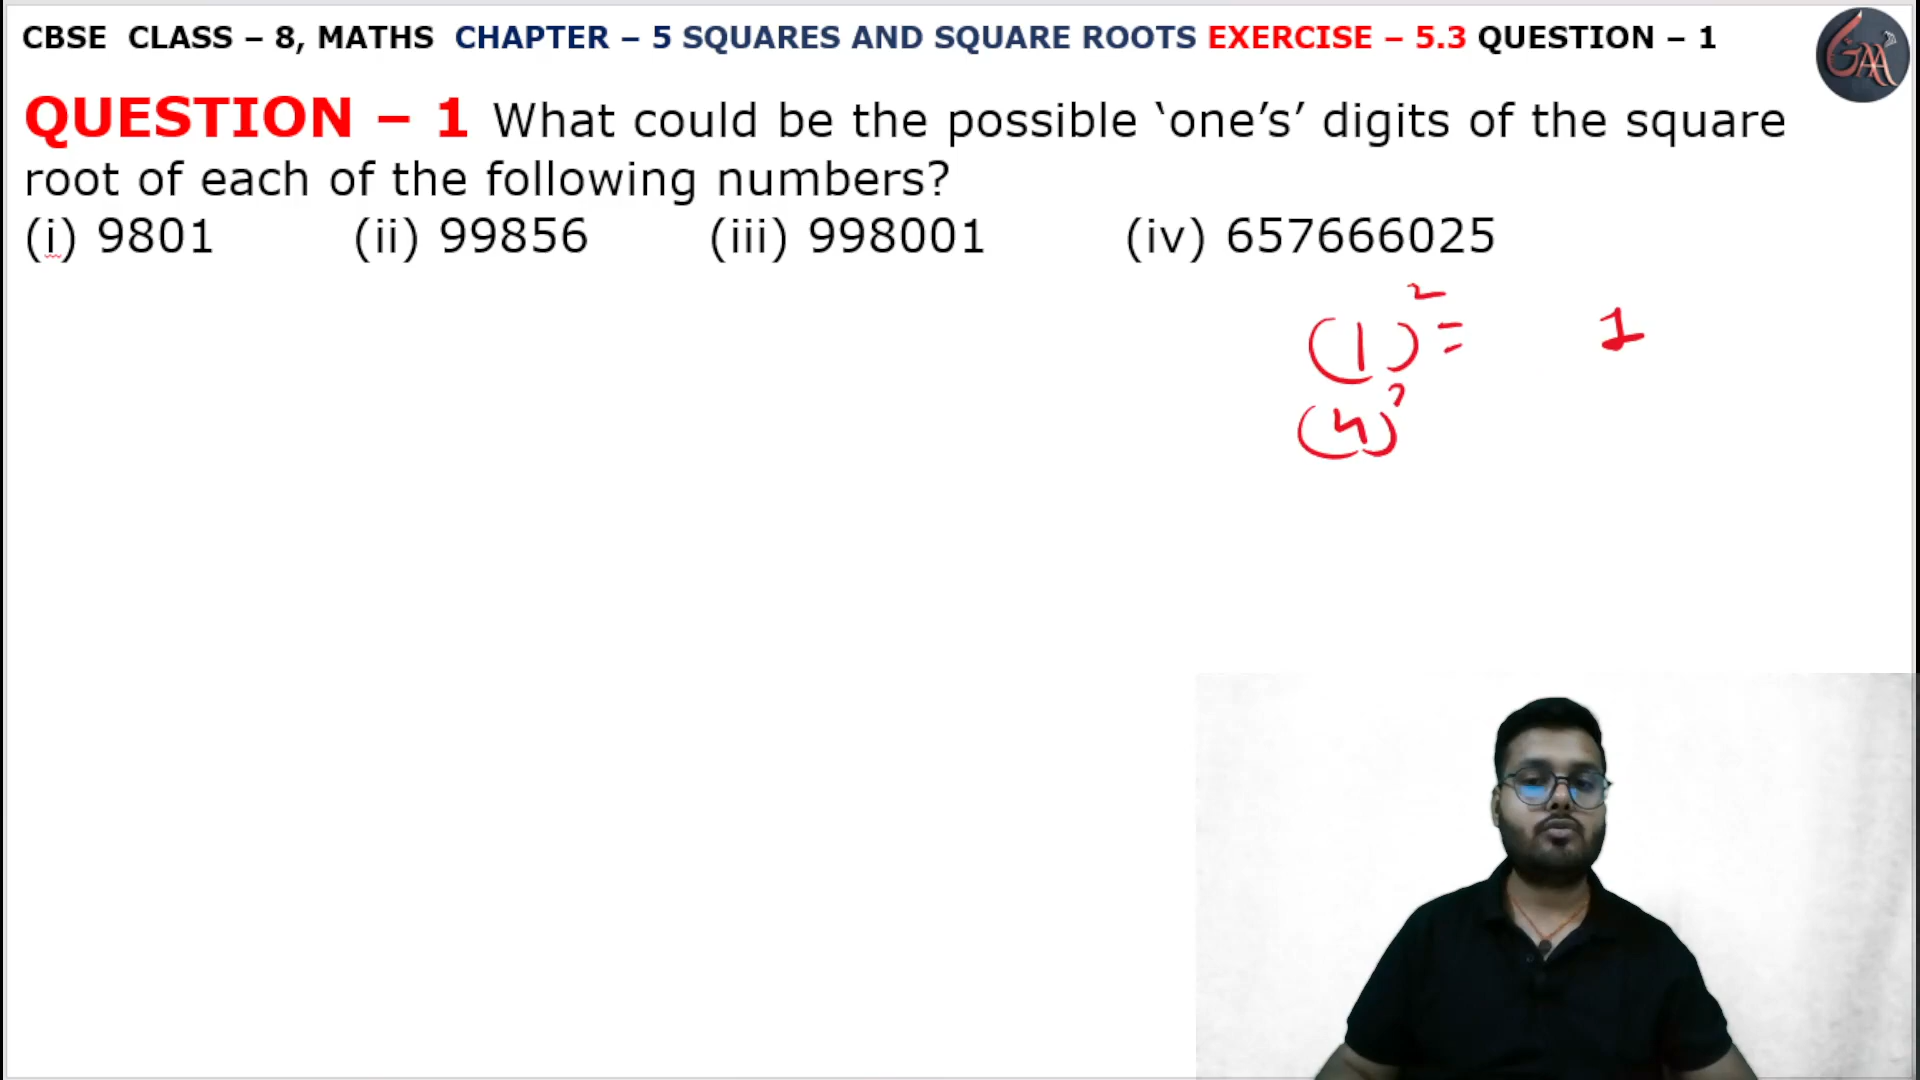 CBSE CLASS – 8, MATHS CHAPTER – 5 SQUARES AND SQUARE ROOTS EXERCISE – 5.3 QUESTION – 1
QUESTION – 1 What could be the possible ‘one’s’ digits of the square
root of each of the following numbers?
(i) 9801 (ii) 99856 (iii) 998001 (iv) 657666025
(1)² = 1
(4)²